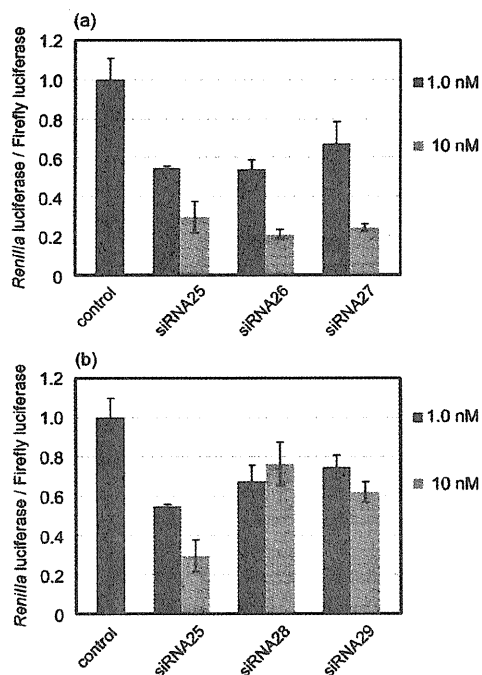 (a)
Renilla luciferase / Firefly luciferase
1.2
1.0
0.8
0.6
0.4
0.2
0
1.0 nM
10 nM
control
siRNA25
siRNA26
siRNA27
(b)
Renilla luciferase / Firefly luciferase
1.2
1.0
0.8
0.6
0.4
0.2
0
1.0 nM
10 nM
control
siRNA25
siRNA28
siRNA29